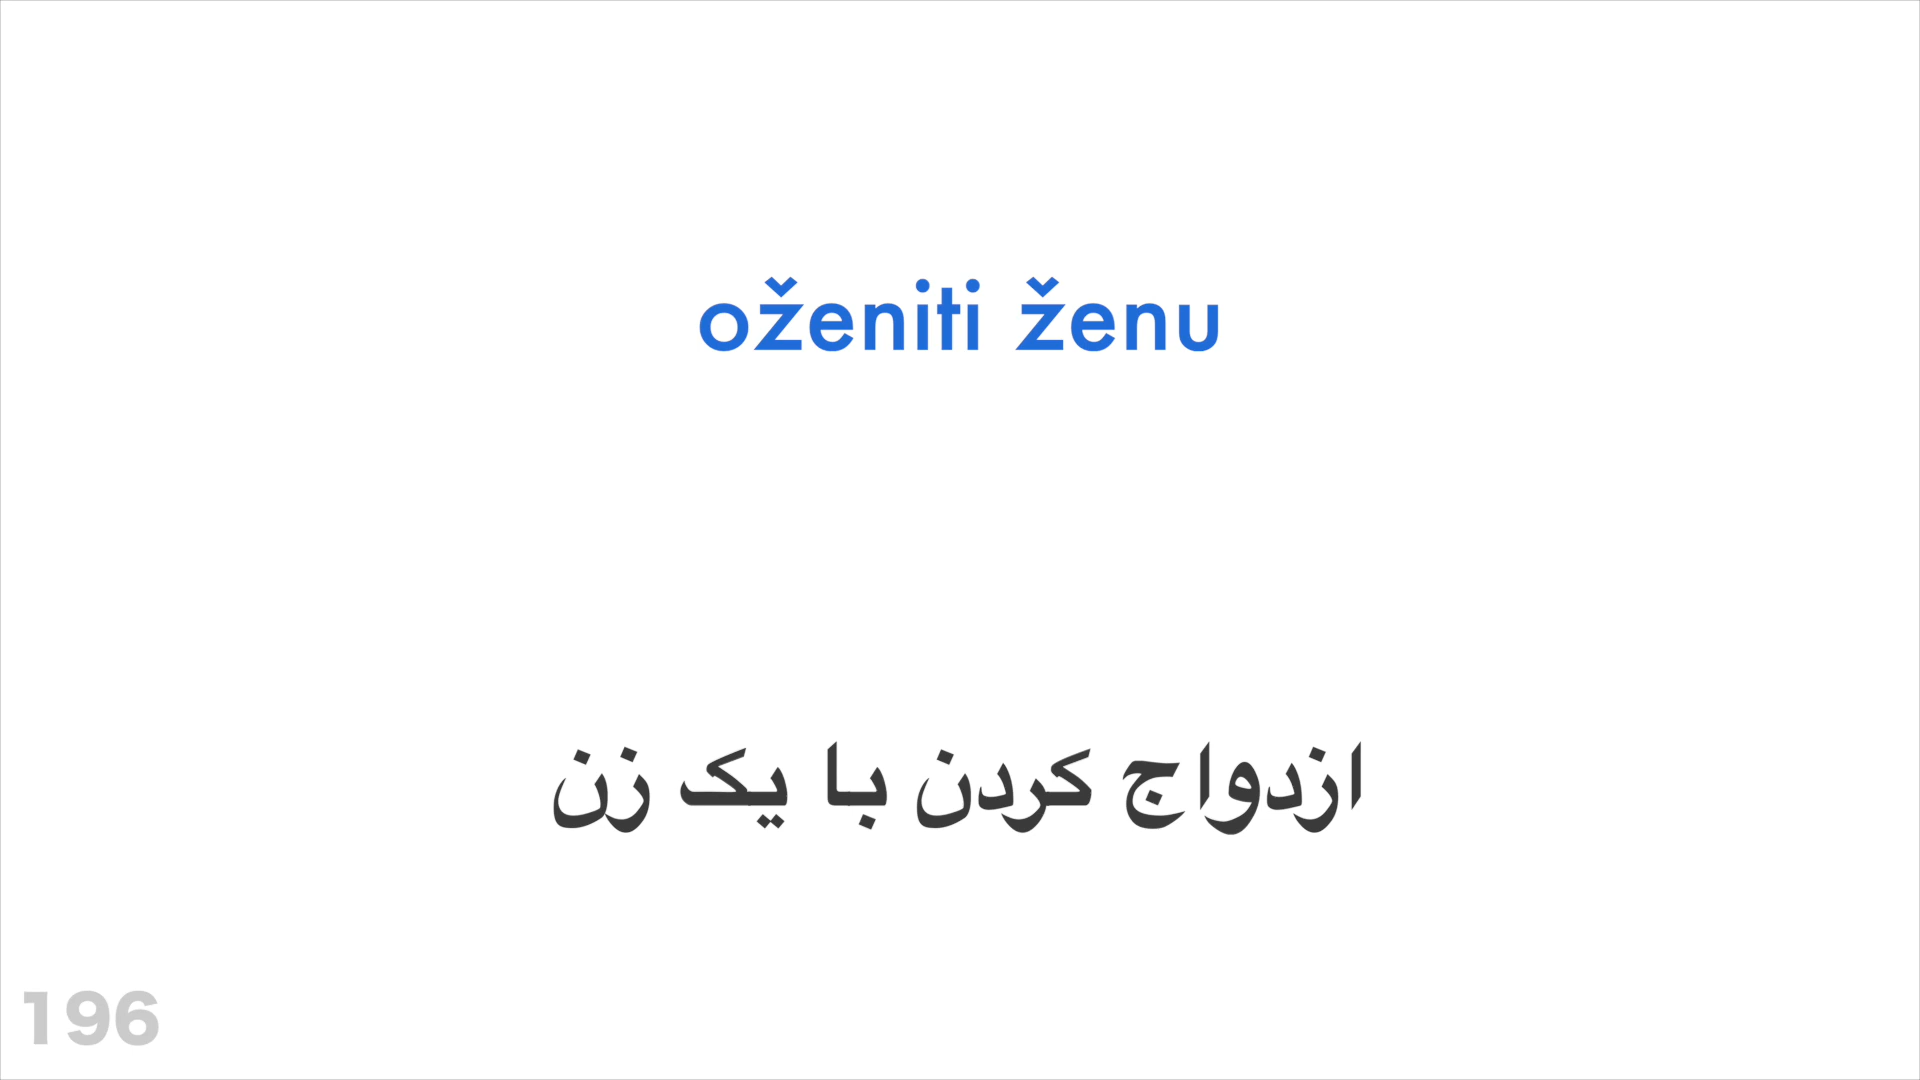 oženiti ženu
ازدواج کردن با یک زن
196